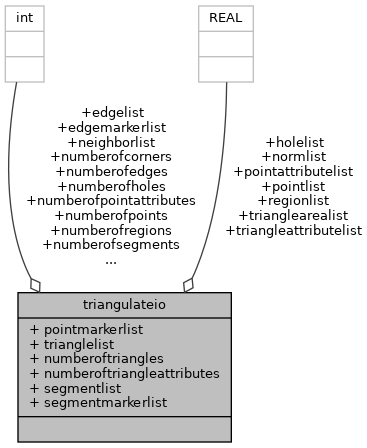 int
REAL
+edgelist
+edgemarkerlist
+neighborlist
+numberofcorners
+numberofedges
+numberofholes
+numberofpointattributes
+numberofpoints
+numberofregions
+numberofsegments
...
+holelist
+normlist
+pointattributelist
+pointlist
+regionlist
+trianglearealist
+triangleattributelist
triangulateio
+ pointmarkerlist
+ trianglelist
+ numberoftriangles
+ numberoftriangleattributes
+ segmentlist
+ segmentmarkerlist